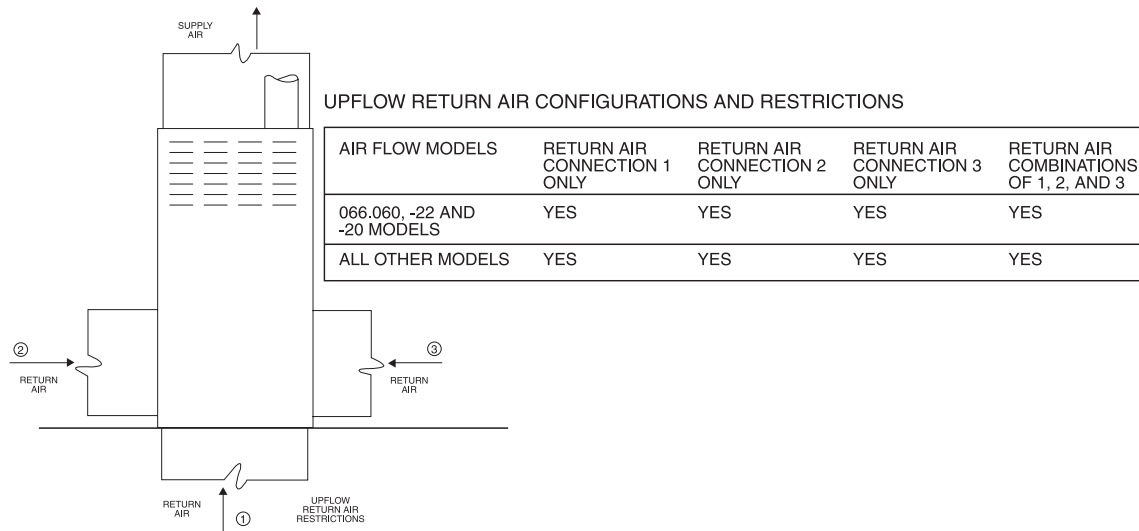 SUPPLY
AIR
UPFLOW RETURN AIR CONFIGURATIONS AND RESTRICTIONS
AIR FLOW MODELS
RETURN AIR
CONNECTION 1
ONLY
RETURN AIR
CONNECTION 2
ONLY
RETURN AIR
CONNECTION 3
ONLY
RETURN AIR
COMBINATIONS
OF 1, 2, AND 3
066.060, -22 AND
-20 MODELS
YES
YES
YES
YES
ALL OTHER MODELS
YES
YES
YES
YES
②
RETURN
AIR
③
RETURN
AIR
RETURN
AIR
①
UPFLOW
RETURN AIR
RESTRICTIONS